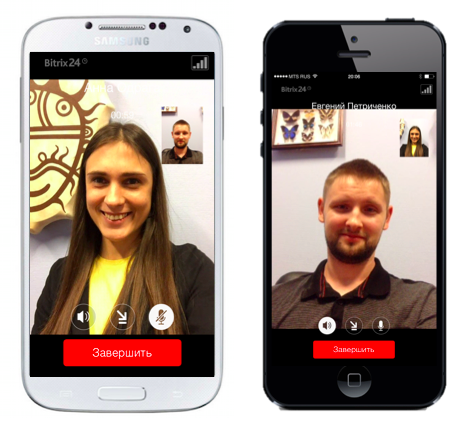 SAMSUNG
Bitrix24
Завершить
MTS RUS
20:06
Bitrix24
Евгений Петриченко
Завершить